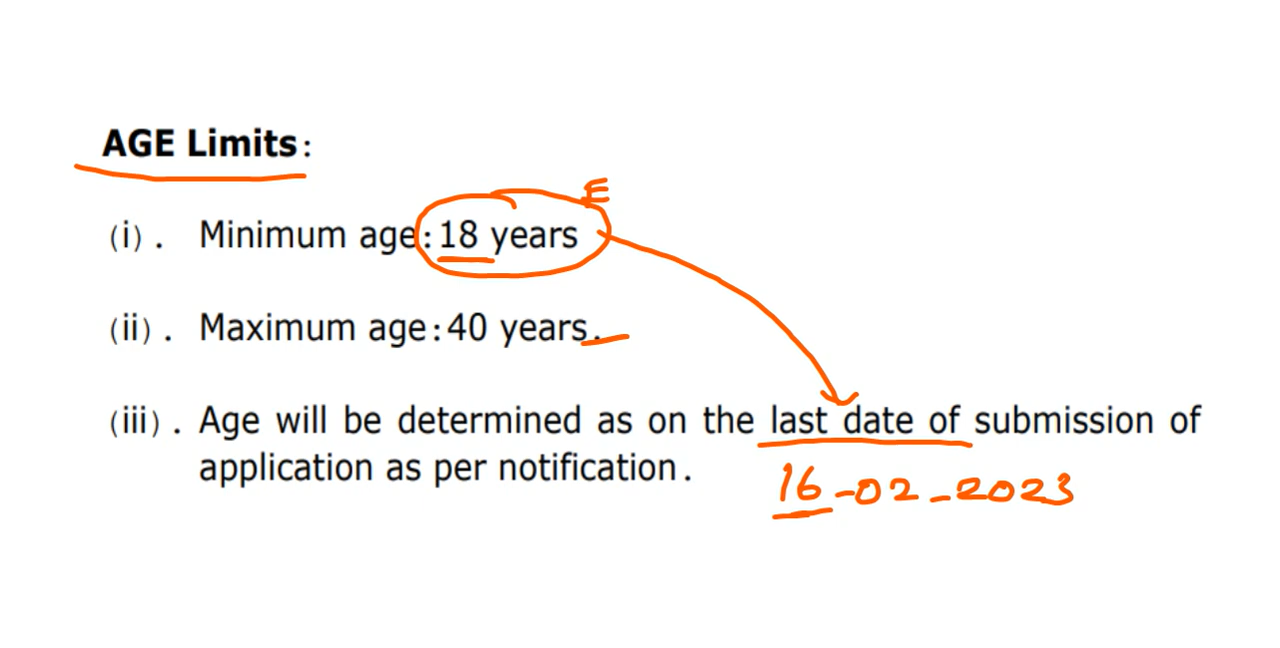 AGE Limits:
E
(i). Minimum age: 18 years
(ii). Maximum age: 40 years.
(iii). Age will be determined as on the last date of submission of
application as per notification.
16-02-2023